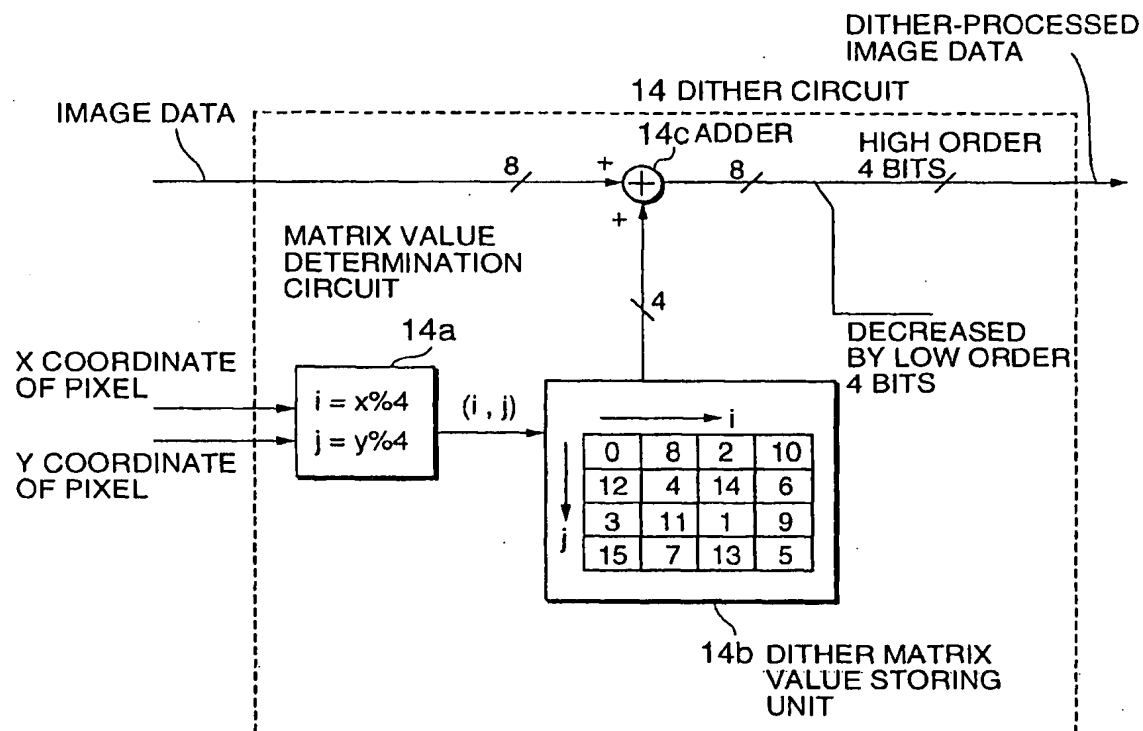 DITHER-PROCESSED
IMAGE DATA
14 DITHER CIRCUIT
IMAGE DATA
14c ADDER
HIGH ORDER
4 BITS
8
+
+
8
+
MATRIX VALUE
DETERMINATION
CIRCUIT
4
14a
DECREASED
BY LOW ORDER
4 BITS
X COORDINATE
OF PIXEL
i = x%4
j = y%4
(i , j)
i
Y COORDINATE
OF PIXEL
j
0 8 2 10
12 4 14 6
3 11 1 9
15 7 13 5
14b DITHER MATRIX
VALUE STORING
UNIT